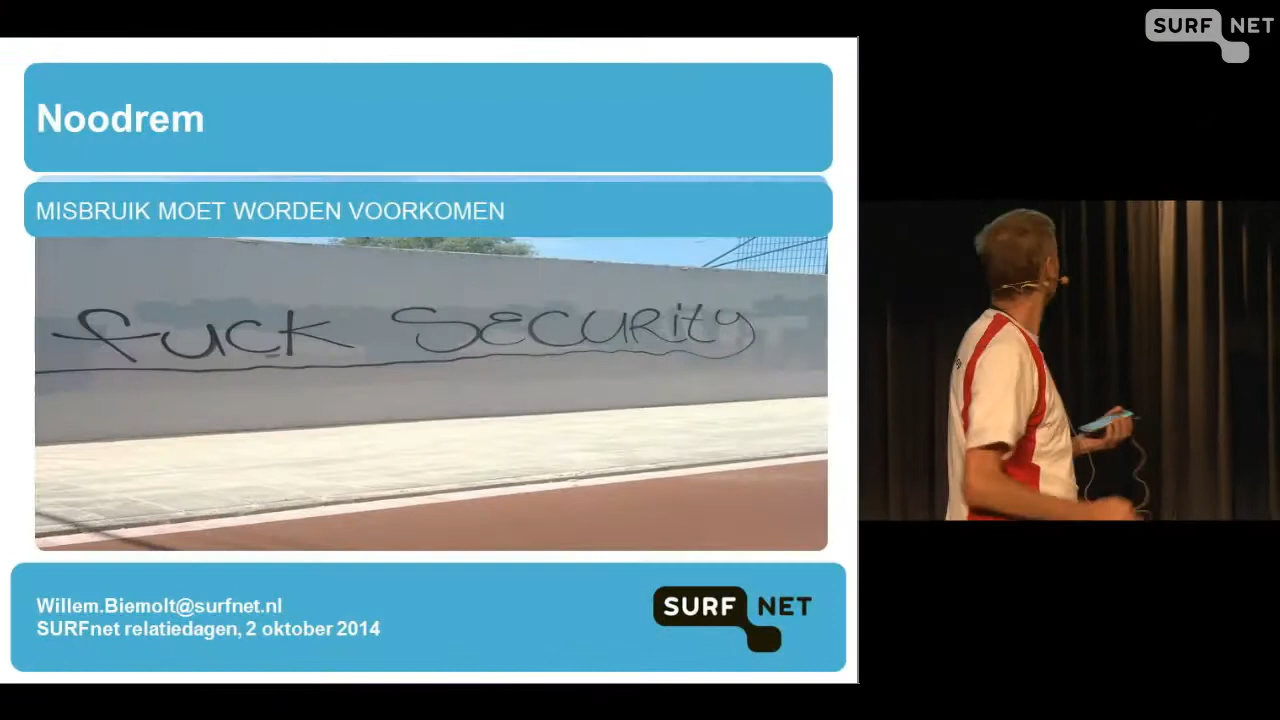 SURF NET
Noodrem
MISBRUIK MOET WORDEN VOORKOMEN
fuck SECURity
Willem.Biemolt@surfnet.nl
SURFnet relatiedagen, 2 oktober 2014
SURF NET